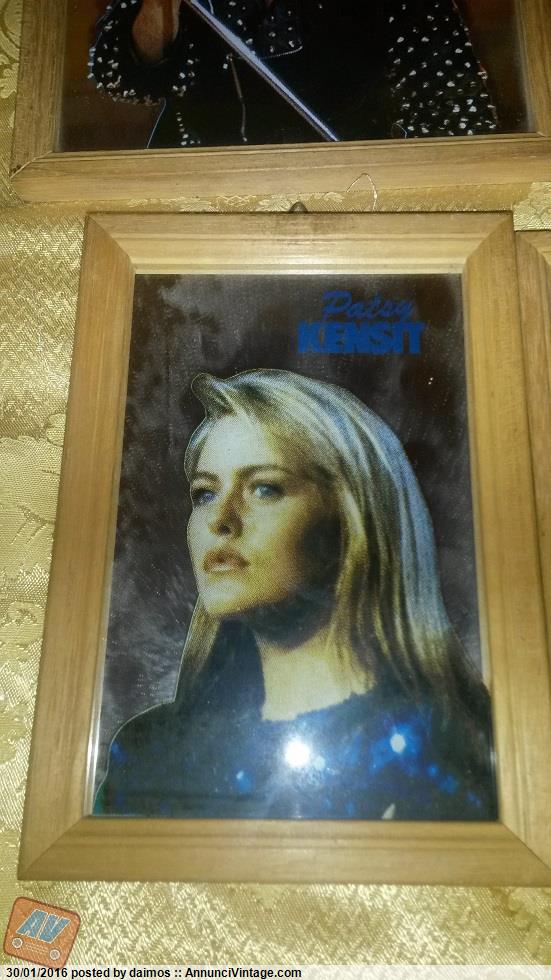 Patsy
KENSIT
AV
30/01/2016 posted by daimos :: AnnunciVintage.com